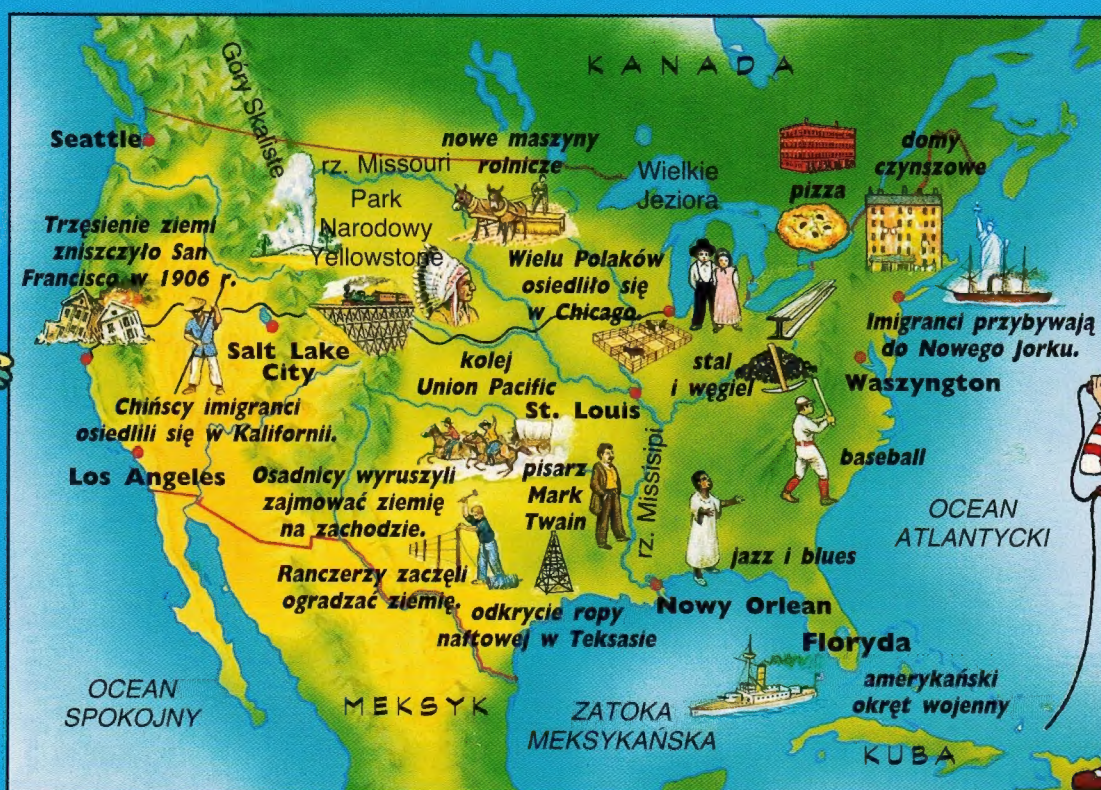 KANADA
Góry Skaliste
Seattle
nowe maszyny
rolnicze
domy
czynszowe
rz. Missouri
Wielkie
Jeziora
pizza
Park
Narodowy
Yellowstone
Trzęsienie ziemi
zniszczyło San
Francisco w 1906 r.
Wielu Polaków
osiedliło się
w Chicago.
Imigranci przybywają
do Nowego Jorku.
Salt Lake
City
kolej
Union Pacific
stal
i węgiel
Waszyngton
Chińscy imigranci
osiedlili się w Kalifornii.
St. Louis
Los Angeles
Osadnicy wyruszyli
zajmować ziemię
na zachodzie.
pisarz
Mark
Twain
rz. Missisipi
baseball
OCEAN
ATLANTYCKI
jazz i blues
Ranczerzy zaczęli
ogradzać ziemię.
odkrycie ropy
naftowej w Teksasie
Nowy Orlean
Floryda
amerykański
okręt wojenny
OCEAN
SPOKOJNY
MEKSYK
ZATOKA
MEKSYKAŃSKA
KUBA